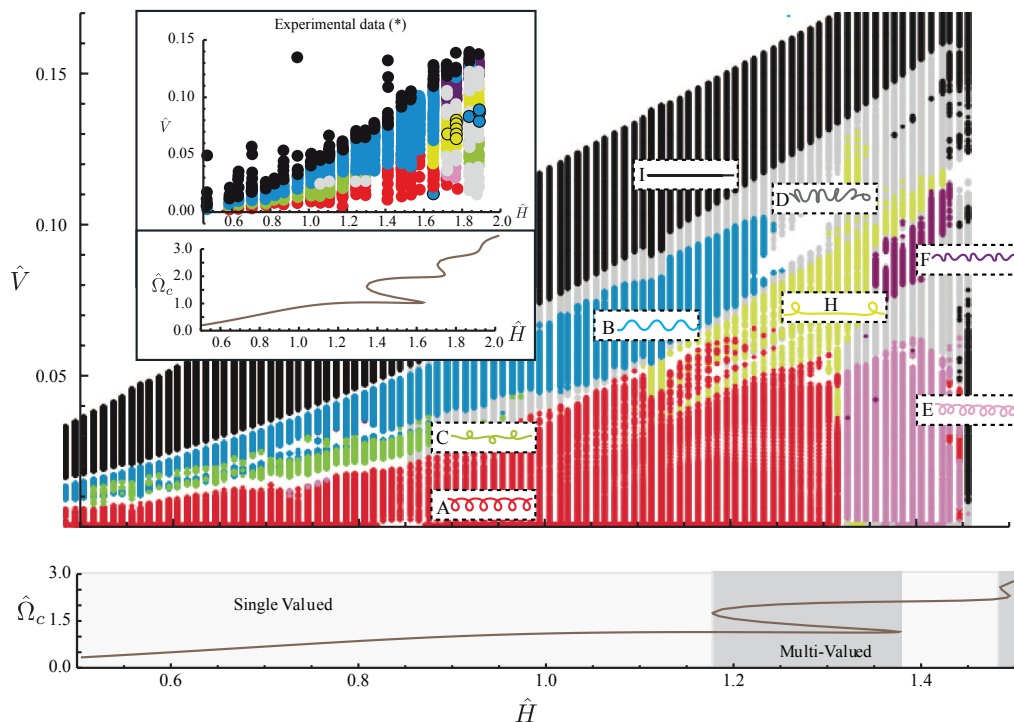 Experimental data (*)
0.15
0.10
V̂
0.05
0.00
0.6 0.8 1.0 1.2 1.4 1.6 1.8 2.0
Ĥ
3.0
Ω̂c
2.0
1.0
0.0
0.6 0.8 1.0 1.2 1.4 1.6 1.8 2.0
Ĥ
0.15
0.10
V̂
0.05
I
D
F
H
B
E
C
A
3.0
Ω̂c
1.5
0.0
Single Valued
Multi-Valued
0.6 0.8 1.0 1.2 1.4
Ĥ